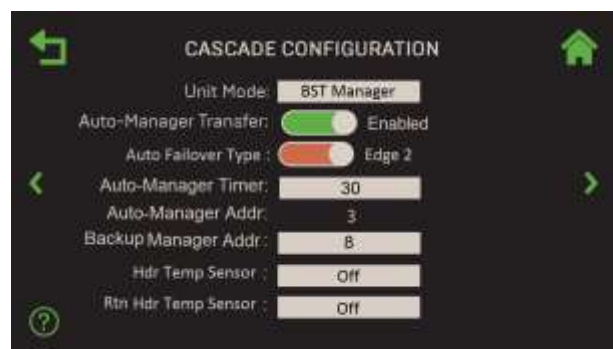 CASCADE CONFIGURATION
Unit Mode: BST Manager
Auto-Manager Transfer: Enabled
Auto Failover Type : Edge 2
Auto-Manager Timer: 30
Auto-Manager Addr: 3
Backup Manager Addr: 8
Hdr Temp Sensor : Off
Rtn Hdr Temp Sensor : Off
?